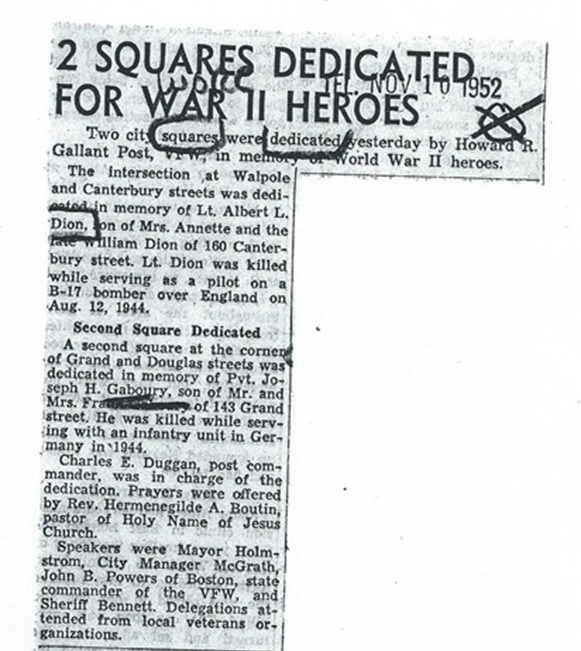 2 SQUARES DEDICATED
FOR WAR II HEROES
TEL. NOV 10 1952
Two city squares were dedicated yesterday by Howard R.
Gallant Post, VFW, in memory of World War II heroes.
The intersection at Walpole
and Canterbury streets was dedi-
cated in memory of Lt. Albert L.
Dion, son of Mrs. Annette and the
late William Dion of 160 Canter-
bury street. Lt. Dion was killed
while serving as a pilot on a
B-17 bomber over England on
Aug. 12, 1944.
Second Square Dedicated
A second square at the corner
of Grand and Douglas streets was
dedicated in memory of Pvt. Jo-
seph H. Gaboury, son of Mr. and
Mrs. of 143 Grand
street. He was killed while serv-
ing with an infantry unit in Ger-
many in 1944.
Charles E. Duggan, post com-
mander, was in charge of the
dedication. Prayers were offered
by Rev. Hermenegilde A. Boutin,
pastor of Holy Name of Jesus
Church.
Speakers were Mayor Holm-
strom, City Manager McGrath,
John B. Powers of Boston, state
commander of the VFW, and
Sheriff Bennett. Delegations at-
tended from local veterans or-
ganizations.